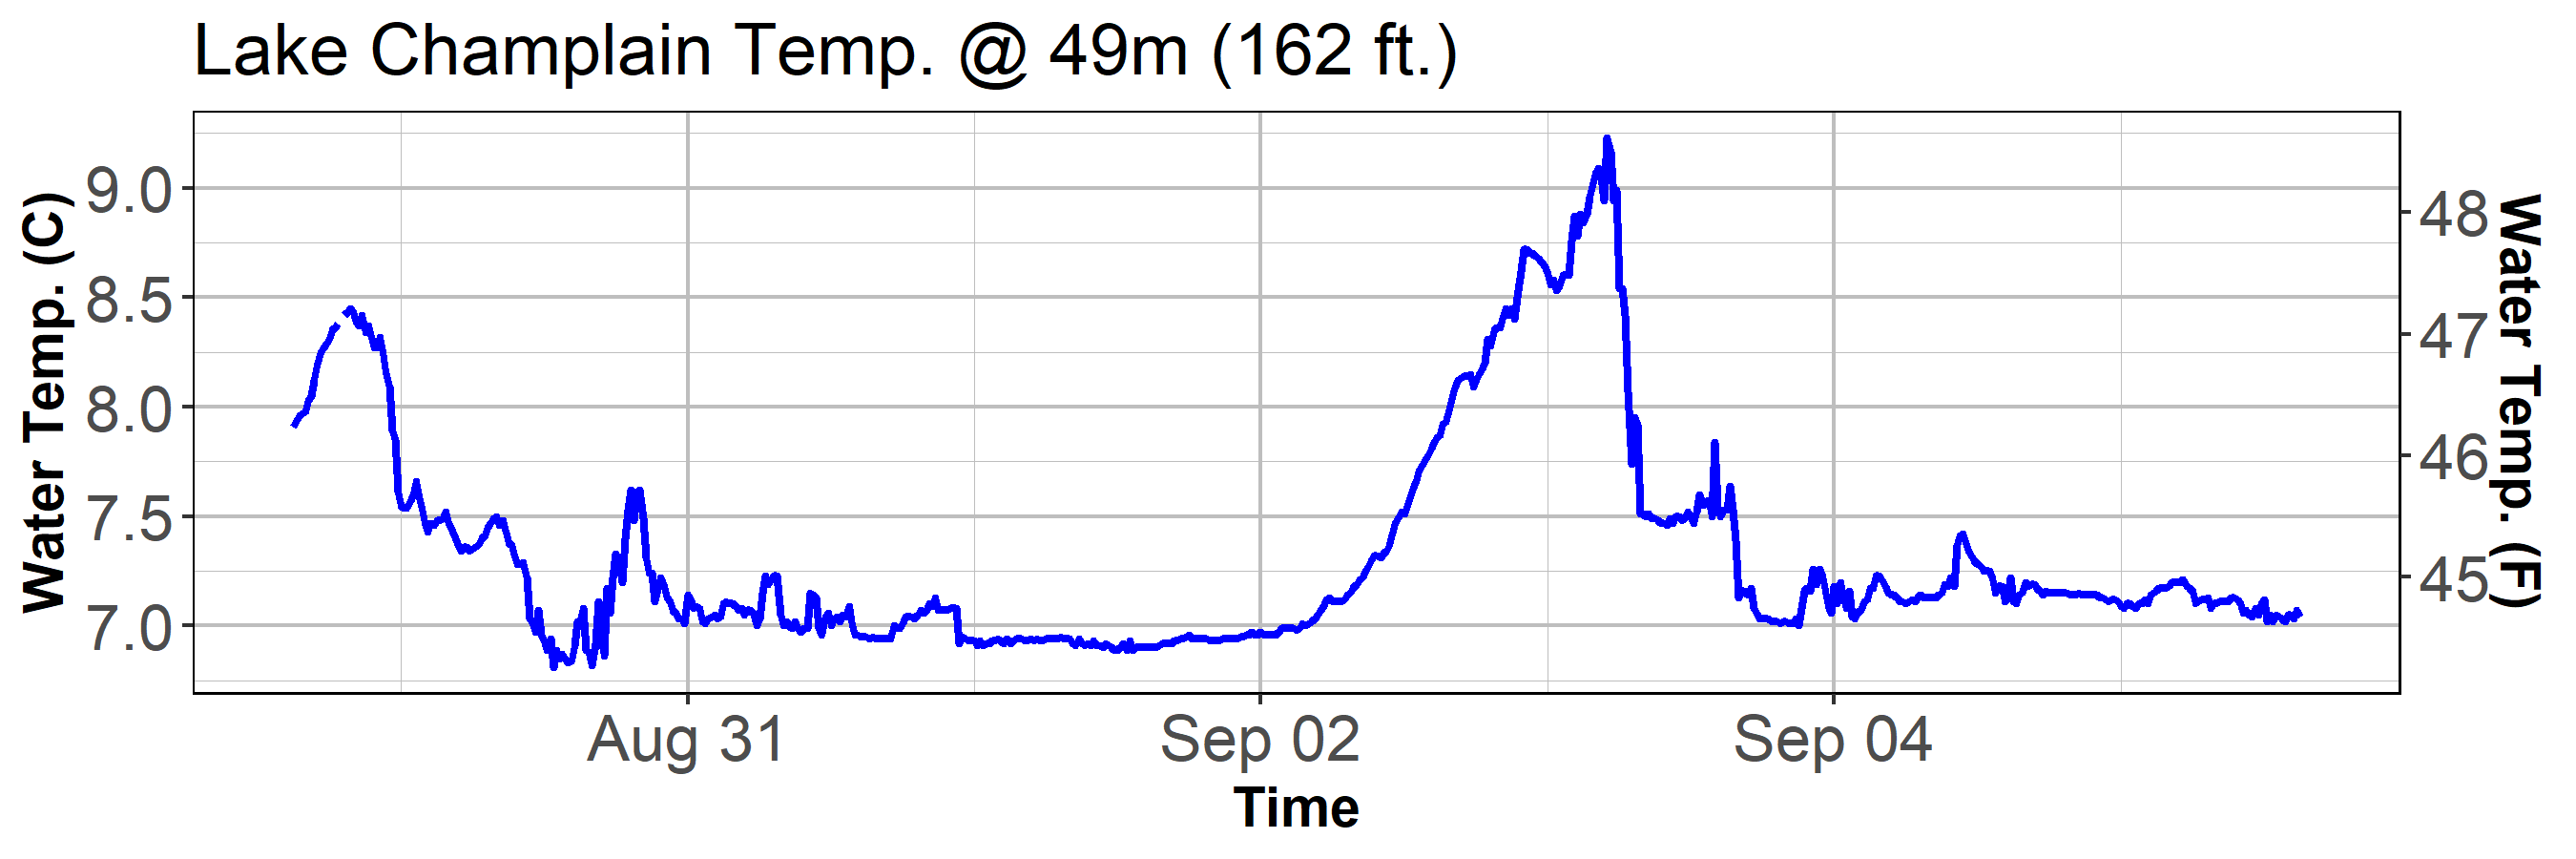 Lake Champlain Temp. @ 49m (162 ft.)
Water Temp. (C)
9.0
8.5
8.0
7.5
7.0
48
47
46
45
Water Temp. (F)
Aug 31
Sep 02
Sep 04
Time